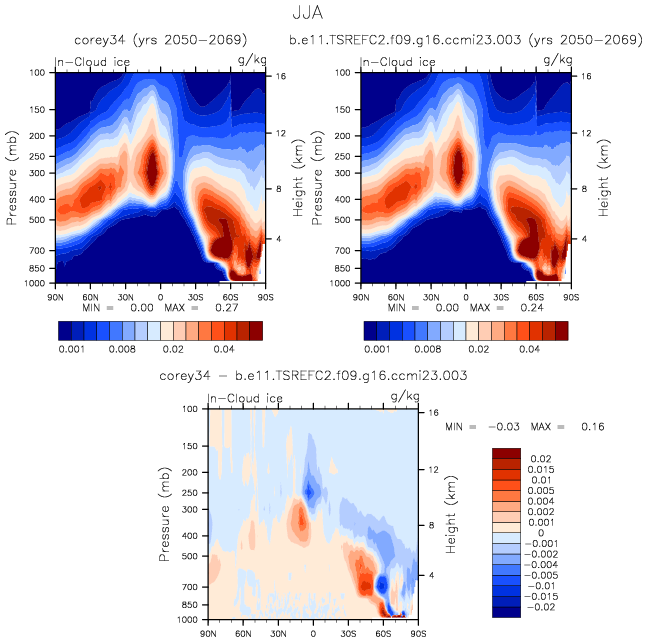 JJA
corey34 (yrs 2050-2069)
b.e11.TSREFC2.f09.g16.ccmi23.003 (yrs 2050-2069)
n-Cloud ice g/kg
n-Cloud ice g/kg
Pressure (mb)
100
150
200
250
300
400
500
700
850
1000
16
12
8
4
Height (km)
90N 60N 30N 0 30S 60S 90S
MIN = 0.00 MAX = 0.27
0.001 0.008 0.02 0.04
Pressure (mb)
100
150
200
250
300
400
500
700
850
1000
16
12
8
4
Height (km)
90N 60N 30N 0 30S 60S 90S
MIN = 0.00 MAX = 0.24
0.001 0.008 0.02 0.04
corey34 - b.e11.TSREFC2.f09.g16.ccmi23.003
n-Cloud ice g/kg
Pressure (mb)
100
150
200
250
300
400
500
700
850
1000
16
12
8
4
Height (km)
90N 60N 30N 0 30S 60S 90S
MIN = -0.03 MAX = 0.16
0.02
0.015
0.01
0.005
0.004
0.002
0.001
0
-0.001
-0.002
-0.004
-0.005
-0.01
-0.015
-0.02